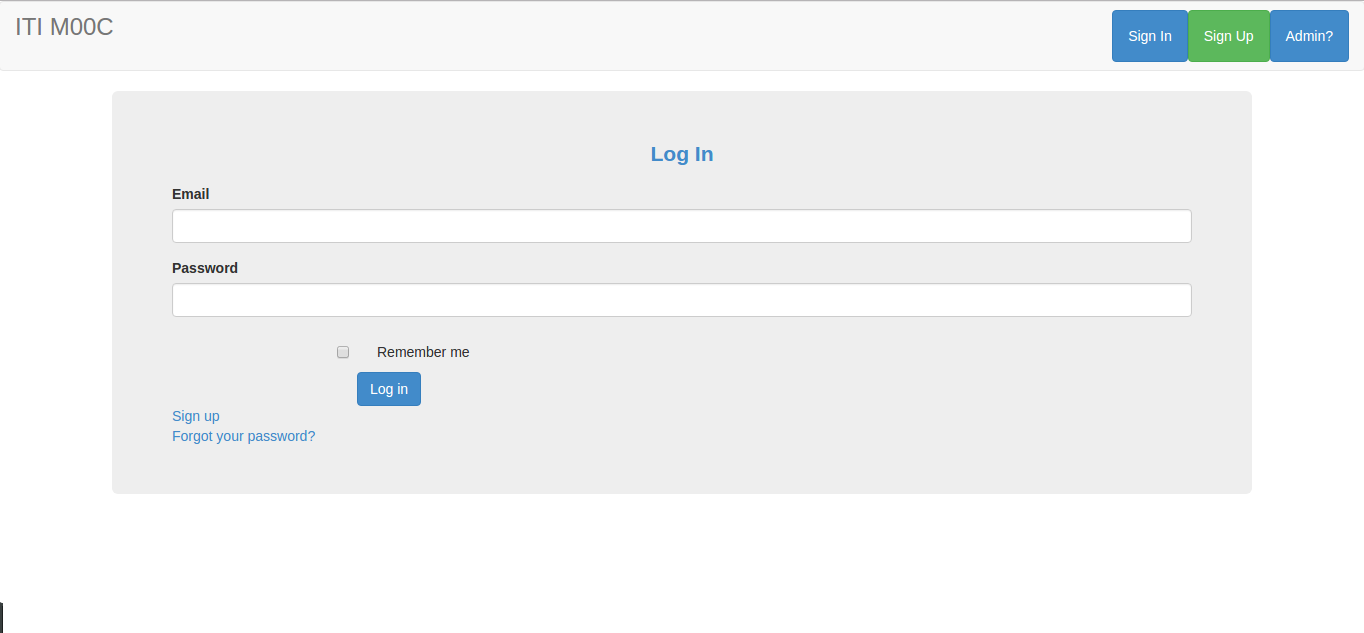 ITI M00C
Sign In Sign Up Admin?
Log In
Email
Password
Remember me
Log in
Sign up
Forgot your password?